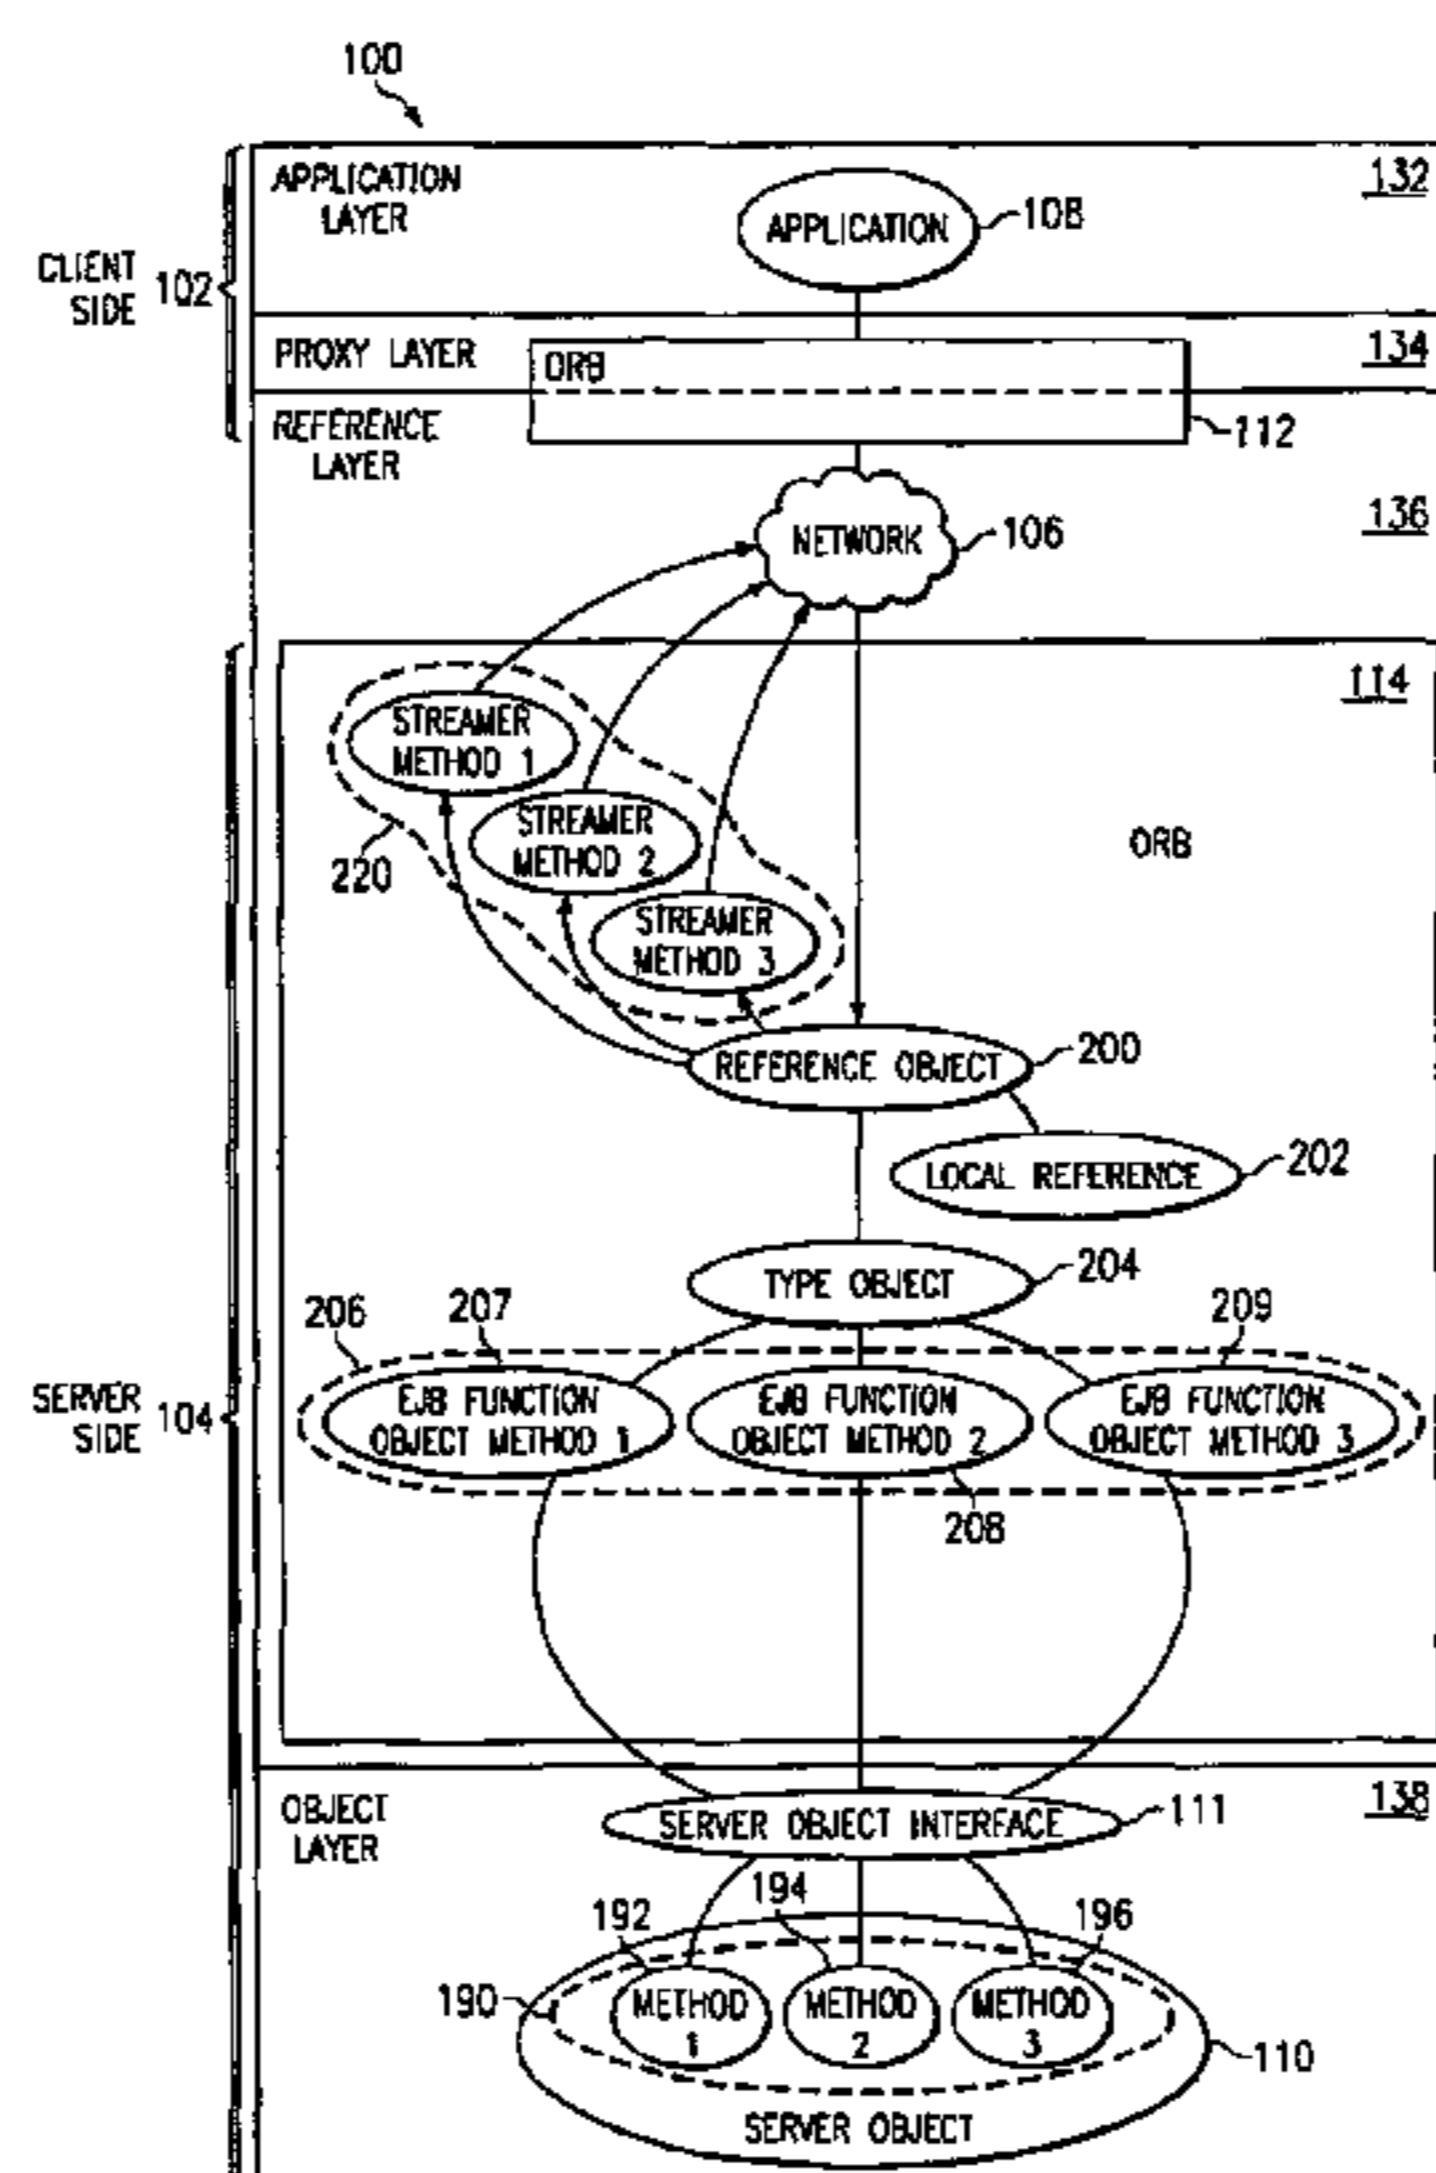 100
APPLICATION
LAYER
132
APPLICATION
108
CLIENT
SIDE
102
PROXY LAYER
ORB
134
REFERENCE
LAYER
112
136
NETWORK
106
114
STREAMER
METHOD 1
STREAMER
METHOD 2
ORB
220
STREAMER
METHOD 3
REFERENCE OBJECT
200
LOCAL REFERENCE
202
TYPE OBJECT
204
206
207
209
SERVER
SIDE
104
EJB FUNCTION
OBJECT METHOD 1
EJB FUNCTION
OBJECT METHOD 2
EJB FUNCTION
OBJECT METHOD 3
208
OBJECT
LAYER
138
SERVER OBJECT INTERFACE
111
192
194
196
190
METHOD
1
METHOD
2
METHOD
3
110
SERVER OBJECT